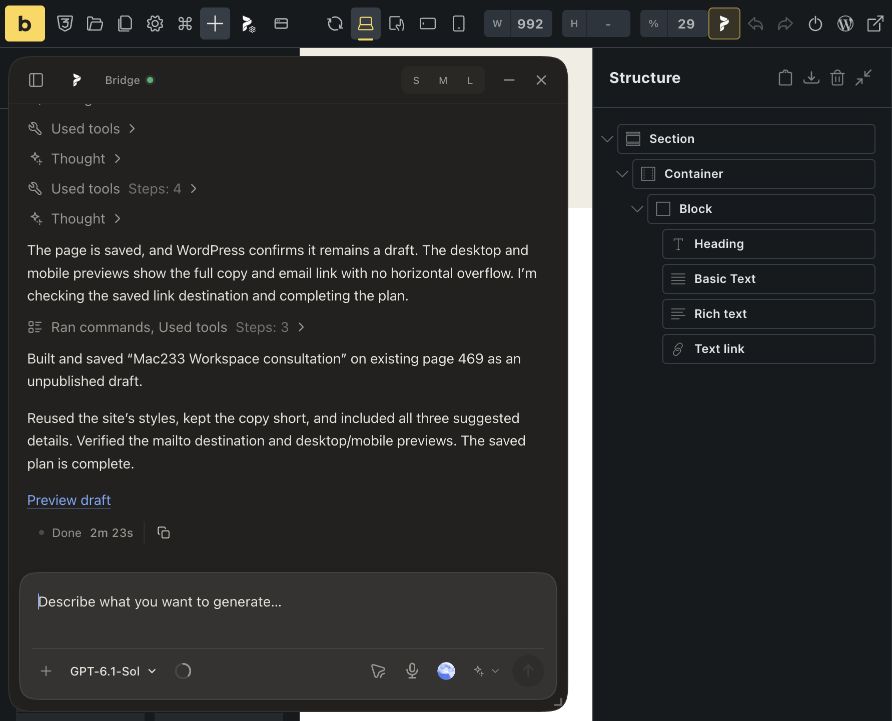 b
W 992
H -
% 29
Bridge
S M L
Used tools
Thought
Used tools Steps: 4
Thought
The page is saved, and WordPress confirms it remains a draft. The desktop and
mobile previews show the full copy and email link with no horizontal overflow. I’m
checking the saved link destination and completing the plan.
Ran commands, Used tools Steps: 3
Built and saved “Mac233 Workspace consultation” on existing page 469 as an
unpublished draft.
Reused the site’s styles, kept the copy short, and included all three suggested
details. Verified the mailto destination and desktop/mobile previews. The saved
plan is complete.
Preview draft
Done 2m 23s
Describe what you want to generate...
GPT-6.1-Sol
Structure
Section
Container
Block
Heading
Basic Text
Rich text
Text link